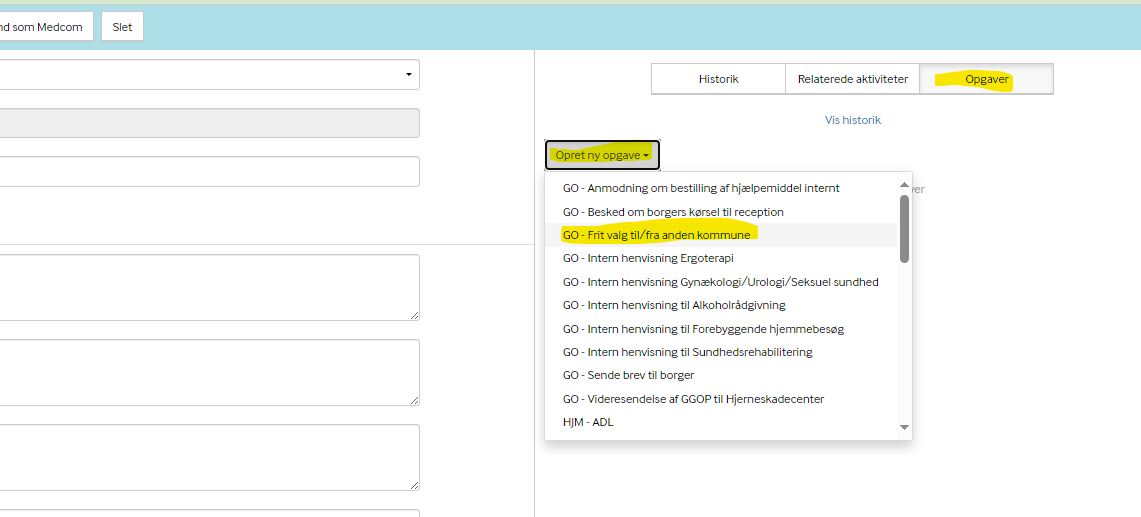 nd som Medcom
Slet
Historik
Relaterede aktiviteter
Opgaver
Vis historik
Opret ny opgave
GO - Anmodning om bestilling af hjælpemiddel internt
GO - Besked om borgers kørsel til reception
GO - Frit valg til/fra anden kommune
GO - Intern henvisning Ergoterapi
GO - Intern henvisning Gynækologi/Urologi/Seksuel sundhed
GO - Intern henvisning til Alkoholrådgivning
GO - Intern henvisning til Forebyggende hjemmebesøg
GO - Intern henvisning til Sundhedsrehabilitering
GO - Sende brev til borger
GO - Videresendelse af GGOP til Hjerneskadecenter
HJM - ADL